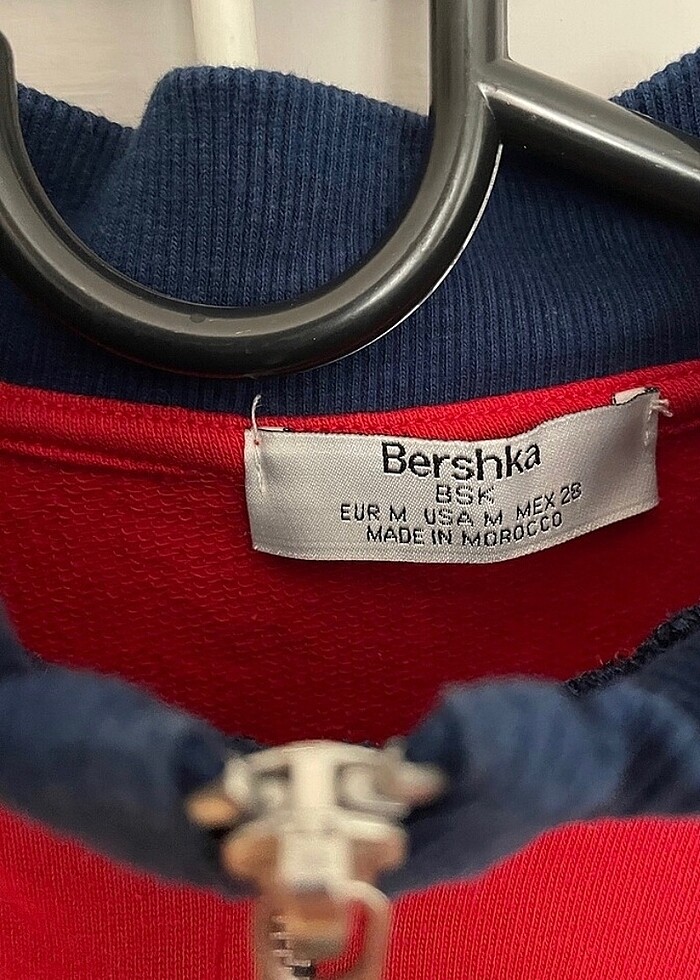 Bershka
BSK
EUR M USA M MEX 28
MADE IN MOROCCO